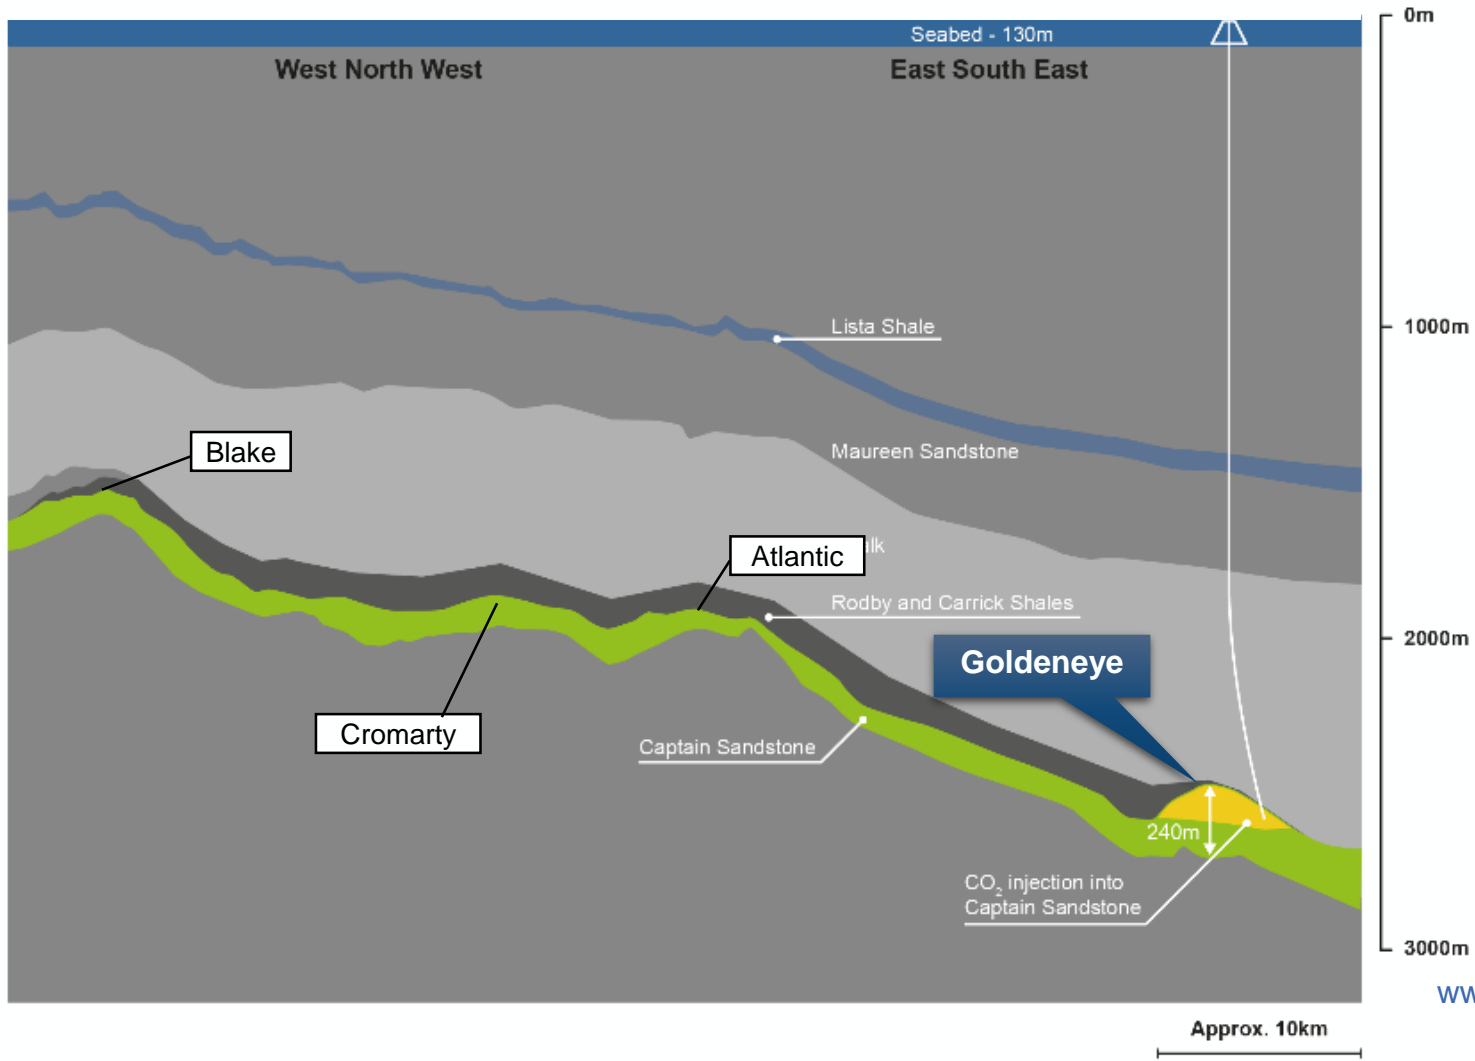 0m
Seabed - 130m
West North West
East South East
Lista Shale
1000m
Maureen Sandstone
Blake
Atlantic
Rodby and Carrick Shales
2000m
Goldeneye
Cromarty
Captain Sandstone
240m
CO₂ injection into
Captain Sandstone
3000m
Approx. 10km